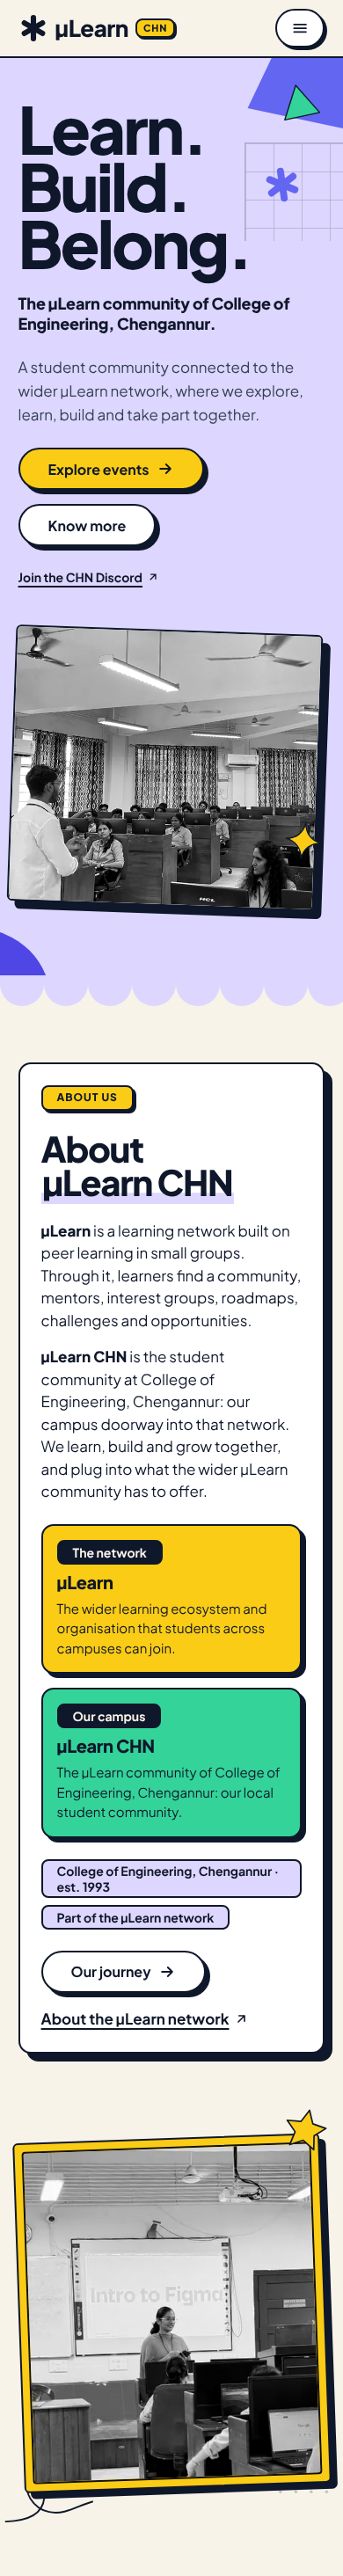 µLearn CHN
Learn.
Build.
Belong.
The µLearn community of College of
Engineering, Chengannur.
A student community connected to the
wider µLearn network, where we explore,
learn, build and take part together.
Explore events →
Know more
Join the CHN Discord ↗
ABOUT US
About
µLearn CHN
µLearn is a learning network built on
peer learning in small groups.
Through it, learners find a community,
mentors, interest groups, roadmaps,
challenges and opportunities.
µLearn CHN is the student
community at College of
Engineering, Chengannur: our
campus doorway into that network.
We learn, build and grow together,
and plug into what the wider µLearn
community has to offer.
The network
µLearn
The wider learning ecosystem and
organisation that students across
campuses can join.
Our campus
µLearn CHN
The µLearn community of College of
Engineering, Chengannur: our local
student community.
College of Engineering, Chengannur ·
est. 1993
Part of the µLearn network
Our journey →
About the µLearn network ↗
Intro to Figma